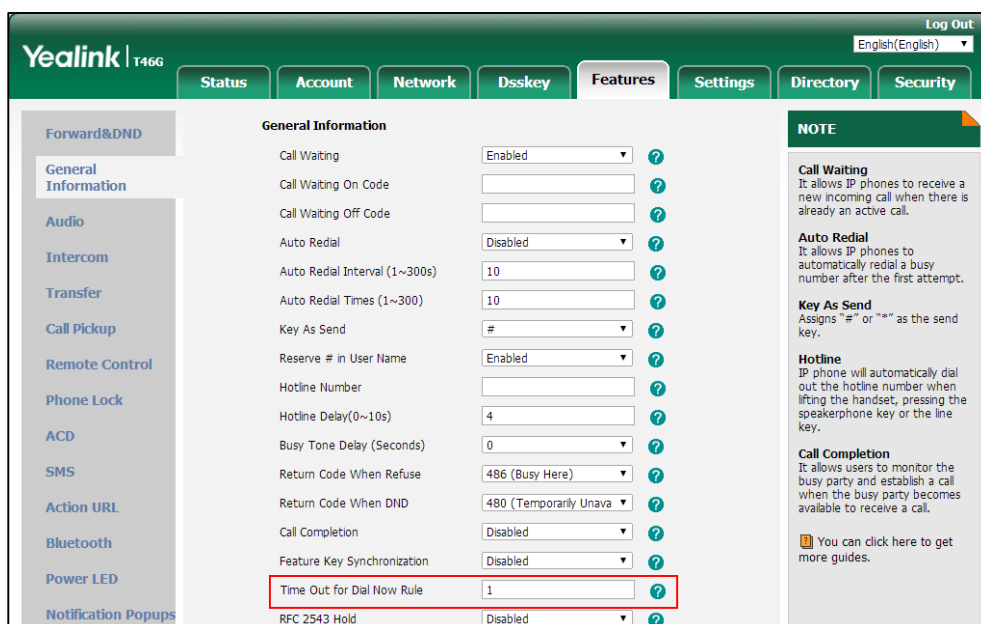 Log Out
Yealink | T46G
English(English)
Status Account Network Dsskey Features Settings Directory Security
Forward&DND
General
Information
Audio
Intercom
Transfer
Call Pickup
Remote Control
Phone Lock
ACD
SMS
Action URL
Bluetooth
Power LED
Notification Popups
General Information
Call Waiting Enabled ?
Call Waiting On Code ?
Call Waiting Off Code ?
Auto Redial Disabled ?
Auto Redial Interval (1~300s) 10 ?
Auto Redial Times (1~300) 10 ?
Key As Send # ?
Reserve # in User Name Enabled ?
Hotline Number ?
Hotline Delay(0~10s) 4 ?
Busy Tone Delay (Seconds) 0 ?
Return Code When Refuse 486 (Busy Here) ?
Return Code When DND 480 (Temporarily Unava ?
Call Completion Disabled ?
Feature Key Synchronization Disabled ?
Time Out for Dial Now Rule 1 ?
RFC 2543 Hold Disabled ?
NOTE
Call Waiting
It allows IP phones to receive a
new incoming call when there is
already an active call.
Auto Redial
It allows IP phones to
automatically redial a busy
number after the first attempt.
Key As Send
Assigns "#" or "*" as the send
key.
Hotline
IP phone will automatically dial
out the hotline number when
lifting the handset, pressing the
speakerphone key or the line
key.
Call Completion
It allows users to monitor the
busy party and establish a call
when the busy party becomes
available to receive a call.
? You can click here to get
more guides.